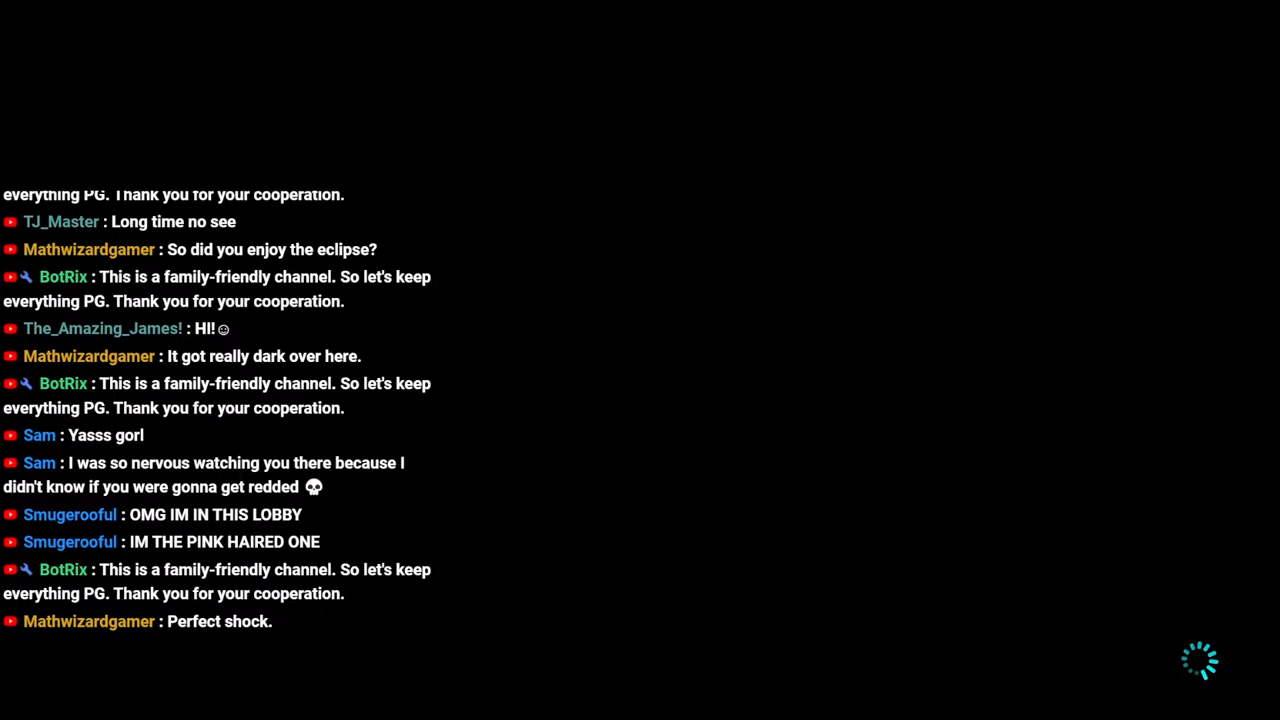 everything PG. Thank you for your cooperation.
TJ_Master : Long time no see
Mathwizardgamer : So did you enjoy the eclipse?
BotRix : This is a family-friendly channel. So let's keep
everything PG. Thank you for your cooperation.
The_Amazing_James! : HI!☺
Mathwizardgamer : It got really dark over here.
BotRix : This is a family-friendly channel. So let's keep
everything PG. Thank you for your cooperation.
Sam : Yasss gorl
Sam : I was so nervous watching you there because I
didn't know if you were gonna get redded 💀
Smugerooful : OMG IM IN THIS LOBBY
Smugerooful : IM THE PINK HAIRED ONE
BotRix : This is a family-friendly channel. So let's keep
everything PG. Thank you for your cooperation.
Mathwizardgamer : Perfect shock.